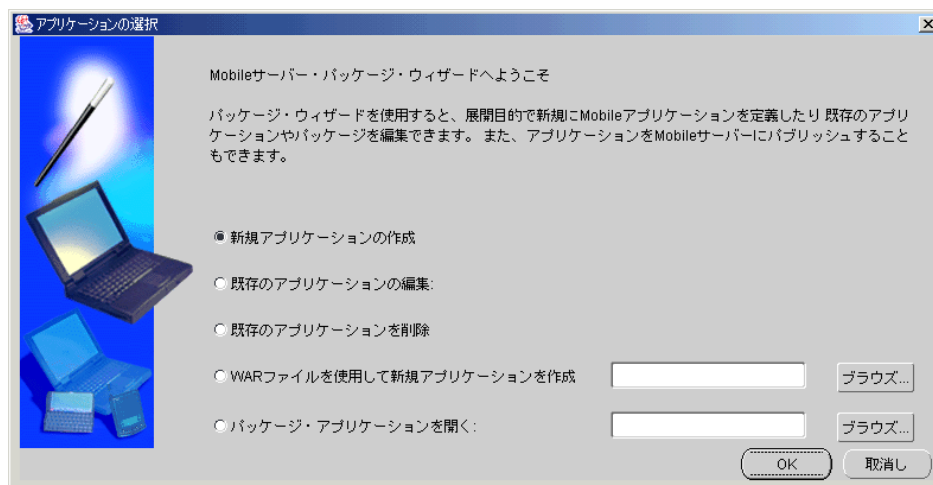 アプリケーションの選択
Mobileサーバー・パッケージ・ウィザードへようこそ
パッケージ・ウィザードを使用すると、展開目的で新規にMobileアプリケーションを定義したり 既存のアプリ
ケーションやパッケージを編集できます。 また、アプリケーションをMobileサーバーにパブリッシュすること
もできます。
新規アプリケーションの作成
既存のアプリケーションの編集:
既存のアプリケーションを削除
WARファイルを使用して新規アプリケーションを作成 ブラウズ...
パッケージ・アプリケーションを開く: ブラウズ...
OK 取消し